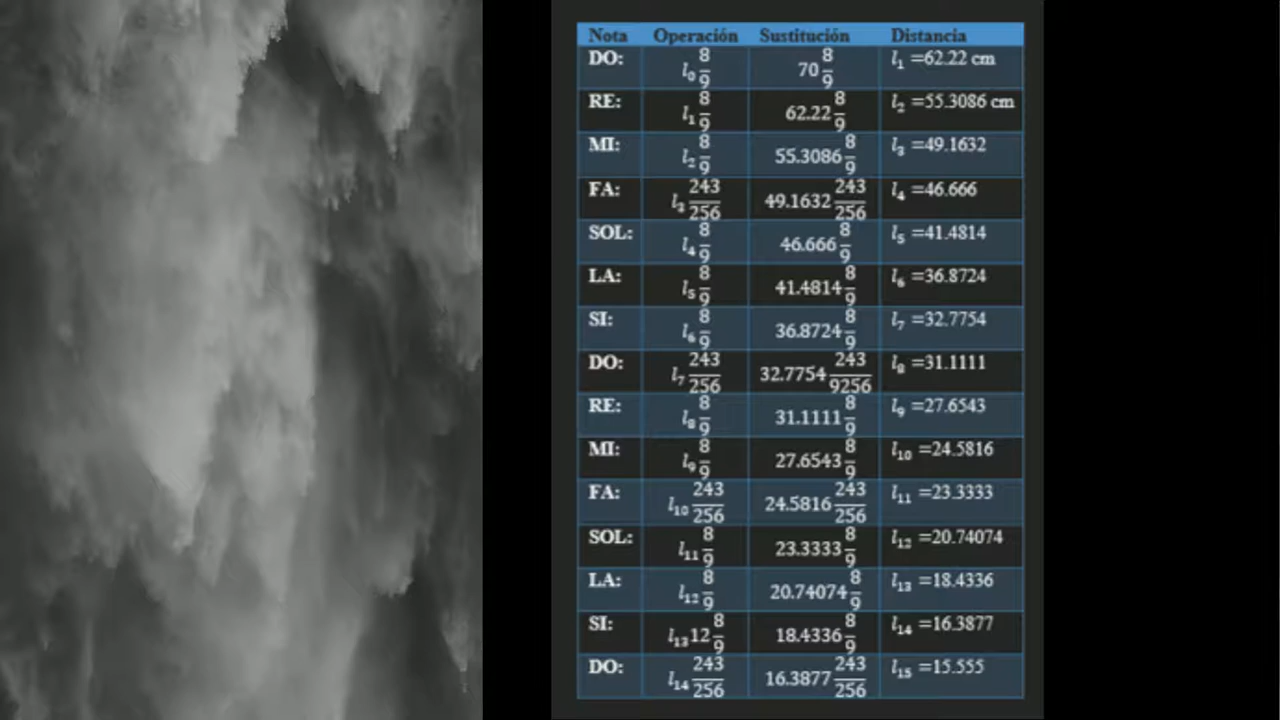 Nota Operación Sustitución Distancia
DO: l₀ 8/9 70 8/9 l₁ =62.22 cm
RE: l₁ 8/9 62.22 8/9 l₂ =55.3086 cm
MI: l₂ 8/9 55.3086 8/9 l₃ =49.1632
FA: l₃ 243/256 49.1632 243/256 l₄ =46.666
SOL: l₄ 8/9 46.666 8/9 l₅ =41.4814
LA: l₅ 8/9 41.4814 8/9 l₆ =36.8724
SI: l₆ 8/9 36.8724 8/9 l₇ =32.7754
DO: l₇ 243/256 32.7754 243/9256 l₈ =31.1111
RE: l₈ 8/9 31.1111 8/9 l₉ =27.6543
MI: l₉ 8/9 27.6543 8/9 l₁₀ =24.5816
FA: l₁₀ 243/256 24.5816 243/256 l₁₁ =23.3333
SOL: l₁₁ 8/9 23.3333 8/9 l₁₂ =20.74074
LA: l₁₂ 8/9 20.74074 8/9 l₁₃ =18.4336
SI: l₁₃12 8/9 18.4336 8/9 l₁₄ =16.3877
DO: l₁₄ 243/256 16.3877 243/256 l₁₅ =15.555